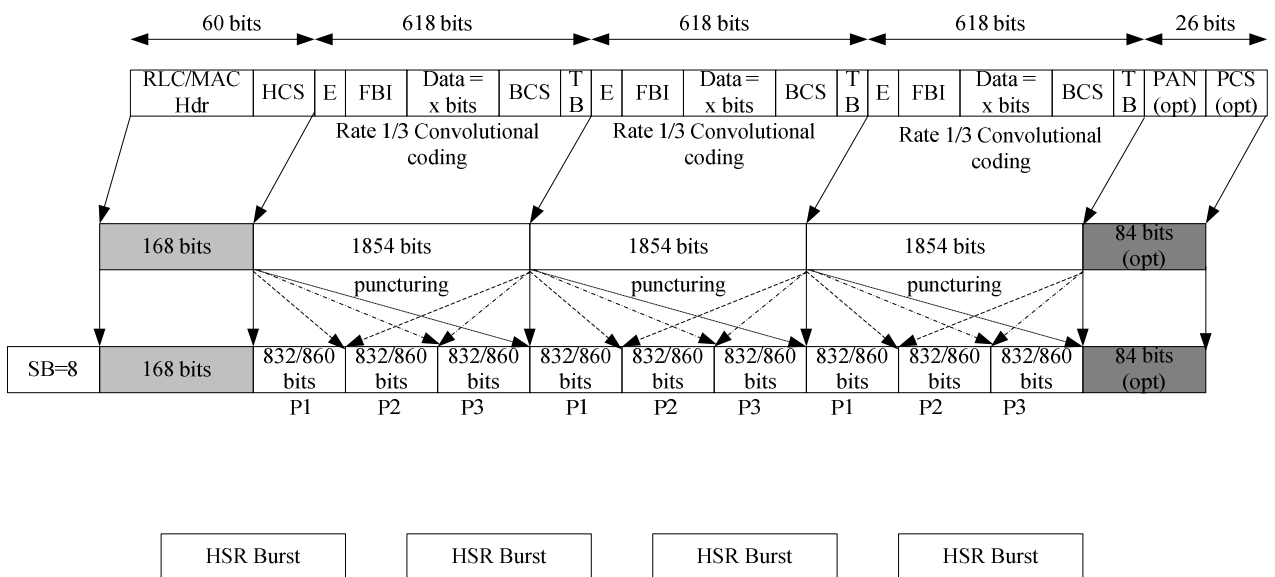 60 bits
618 bits
618 bits
618 bits
26 bits
RLC/MAC
Hdr
HCS
E
FBI
Data =
x bits
BCS
T
B
E
FBI
Data =
x bits
BCS
T
B
E
FBI
Data =
x bits
BCS
T
B
PAN
(opt)
PCS
(opt)
Rate 1/3 Convolutional
coding
Rate 1/3 Convolutional
coding
Rate 1/3 Convolutional
coding
168 bits
1854 bits
1854 bits
1854 bits
84 bits
(opt)
puncturing
puncturing
puncturing
SB=8
168 bits
832/860
bits
832/860
bits
832/860
bits
832/860
bits
832/860
bits
832/860
bits
832/860
bits
832/860
bits
832/860
bits
84 bits
(opt)
P1
P2
P3
P1
P2
P3
P1
P2
P3
HSR Burst
HSR Burst
HSR Burst
HSR Burst